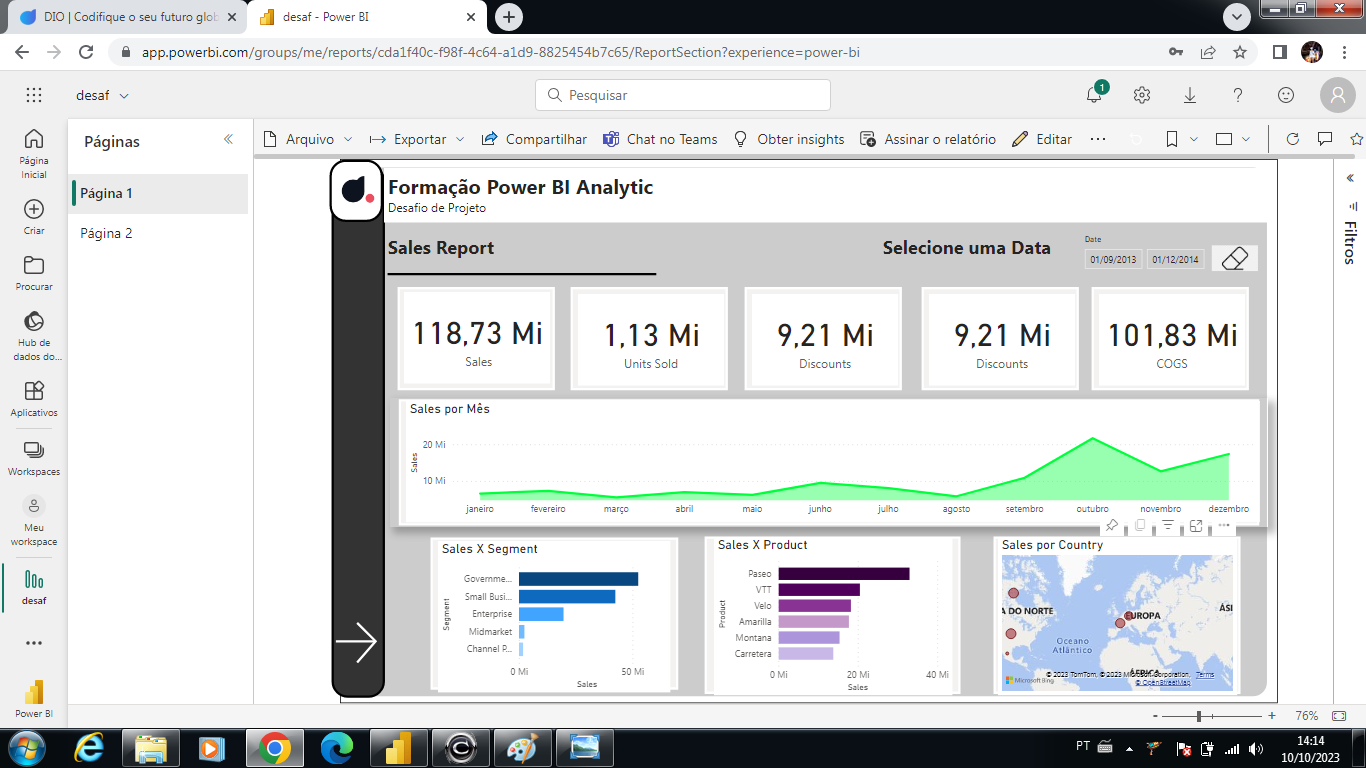 DIO | Codifique o seu futuro glob
desaf - Power BI
app.powerbi.com/groups/me/reports/cda1f40c-f98f-4c64-a1d9-8825454b7c65/ReportSection?experience=power-bi
desaf
Pesquisar
1
Página Inicial
Criar
Procurar
Hub de dados do...
Aplicativos
Workspaces
Meu workspace
desaf
Power BI
Páginas
Página 1
Página 2
Arquivo
Exportar
Compartilhar
Chat no Teams
Obter insights
Assinar o relatório
Editar
Filtros
Formação Power BI Analytic
Desafio de Projeto
Sales Report
Selecione uma Data
Date
01/09/2013
01/12/2014
118,73 Mi
Sales
1,13 Mi
Units Sold
9,21 Mi
Discounts
9,21 Mi
Discounts
101,83 Mi
COGS
Sales por Mês
Sales
20 Mi
10 Mi
janeiro fevereiro março abril maio junho julho agosto setembro outubro novembro dezembro
Sales X Segment
Segment
Governme...
Small Busi...
Enterprise
Midmarket
Channel P...
0 Mi 50 Mi
Sales
Sales X Product
Product
Paseo
VTT
Velo
Amarilla
Montana
Carretera
0 Mi 20 Mi 40 Mi
Sales
Sales por Country
A DO NORTE
EUROPA
ÁSI
Oceano
Atlântico
ÁFRICA
Microsoft Bing
© 2023 TomTom, © 2023 Microsoft Corporation, Terms
© OpenStreetMap
- + 76%
PT
14:14
10/10/2023